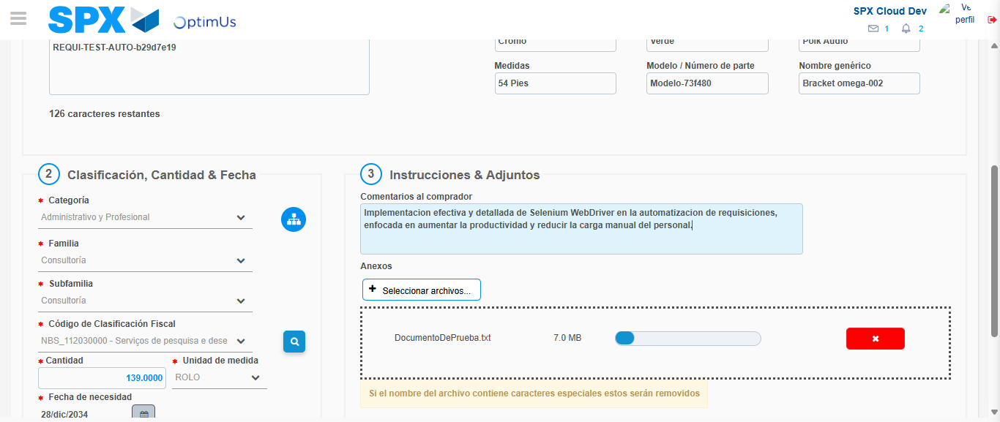 SPX
OptimUs
SPX Cloud Dev
Ve
perfil
1
2
REQUI-TEST-AUTO-b29d7e19
Cromo
Verde
Polk Audio
Medidas
Modelo / Número de parte
Nombre genérico
54 Pies
Modelo-73f480
Bracket omega-002
126 caracteres restantes
2
Clasificación, Cantidad & Fecha
* Categoría
Administrativo y Profesional
* Familia
Consultoría
* Subfamilia
Consultoría
* Código de Clasificación Fiscal
NBS_112030000 - Serviços de pesquisa e dese
* Cantidad
* Unidad de medida
139.0000
ROLO
* Fecha de necesidad
28/dic/2034
3
Instrucciones & Adjuntos
Comentarios al comprador
Implementacion efectiva y detallada de Selenium WebDriver en la automatizacion de requisiciones,
enfocada en aumentar la productividad y reducir la carga manual del personal.
Anexos
+ Seleccionar archivos...
DocumentoDePrueba.txt
7.0 MB
Si el nombre del archivo contiene caracteres especiales estos serán removidos